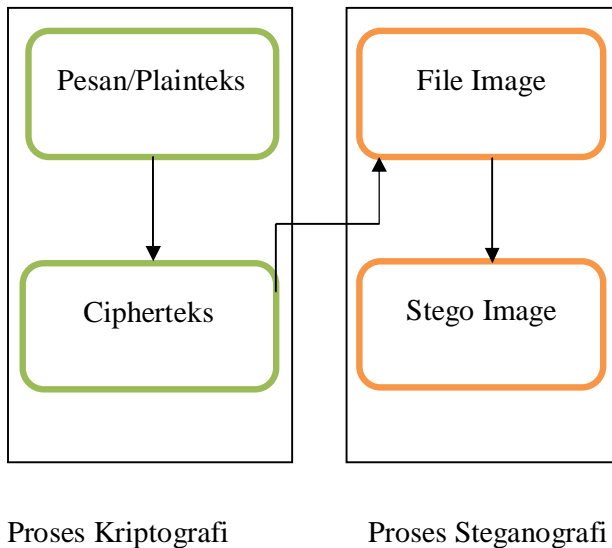 Pesan/Plainteks
Cipherteks
File Image
Stego Image
Proses Kriptografi
Proses Steganografi